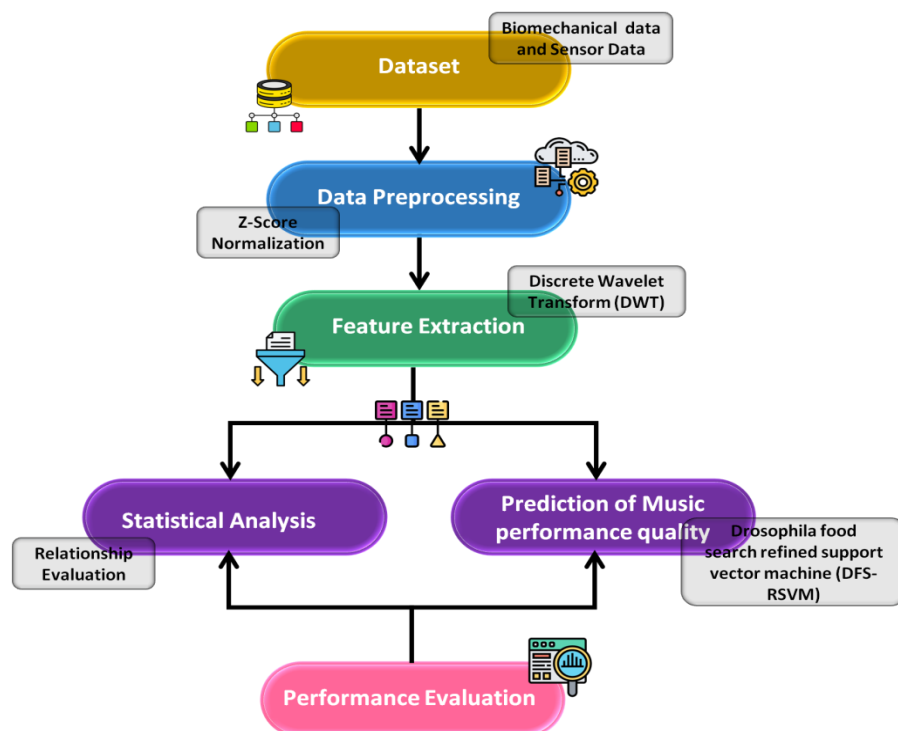 Biomechanical data
and Sensor Data
Dataset
Data Preprocessing
Z-Score
Normalization
Discrete Wavelet
Transform (DWT)
Feature Extraction
Statistical Analysis
Relationship
Evaluation
Prediction of Music
performance quality
Drosophila food
search refined support
vector machine (DFS-
RSVM)
Performance Evaluation